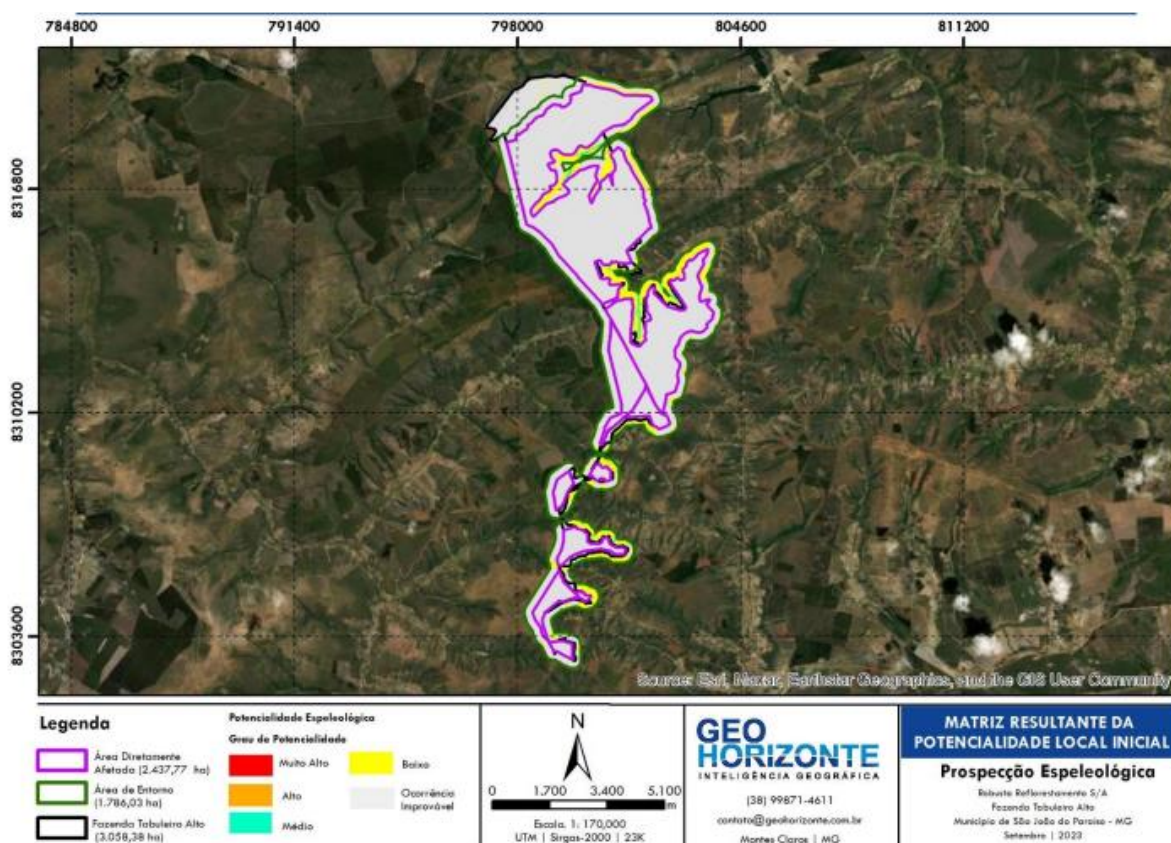 784800 791400 798000 804600 811200
8316800
8310200
8303600
Source: Esri, Maxar, Earthstar Geographics, and the GIS User Community
Legenda
Área Diretamente
Afetada (2.437,77 ha)
Área de Entorno
(1.786,03 ha)
Fazenda Tabuleiro Alto
(3.058,38 ha)
Potencialidade Espeleológica
Grau de Potencialidade
Muito Alto
Alto
Médio
Baixo
Ocorrência
Improvável
N
0 1,700 3,400 5,100
m
Escala. 1: 170,000
UTM | Sirgas-2000 | 23K
GEO
HORIZONTE
INTELIGÊNCIA GEOGRÁFICA
(38) 99871-4611
contato@geohorizonte.com.br
Montes Claros | MG
MATRIZ RESULTANTE DA
POTENCIALIDADE LOCAL INICIAL
Prospecção Espeleológica
Robusta Reflorestamento S/A
Fazenda Tabuleiro Alto
Município de São João do Paraíso - MG
Setembro | 2023